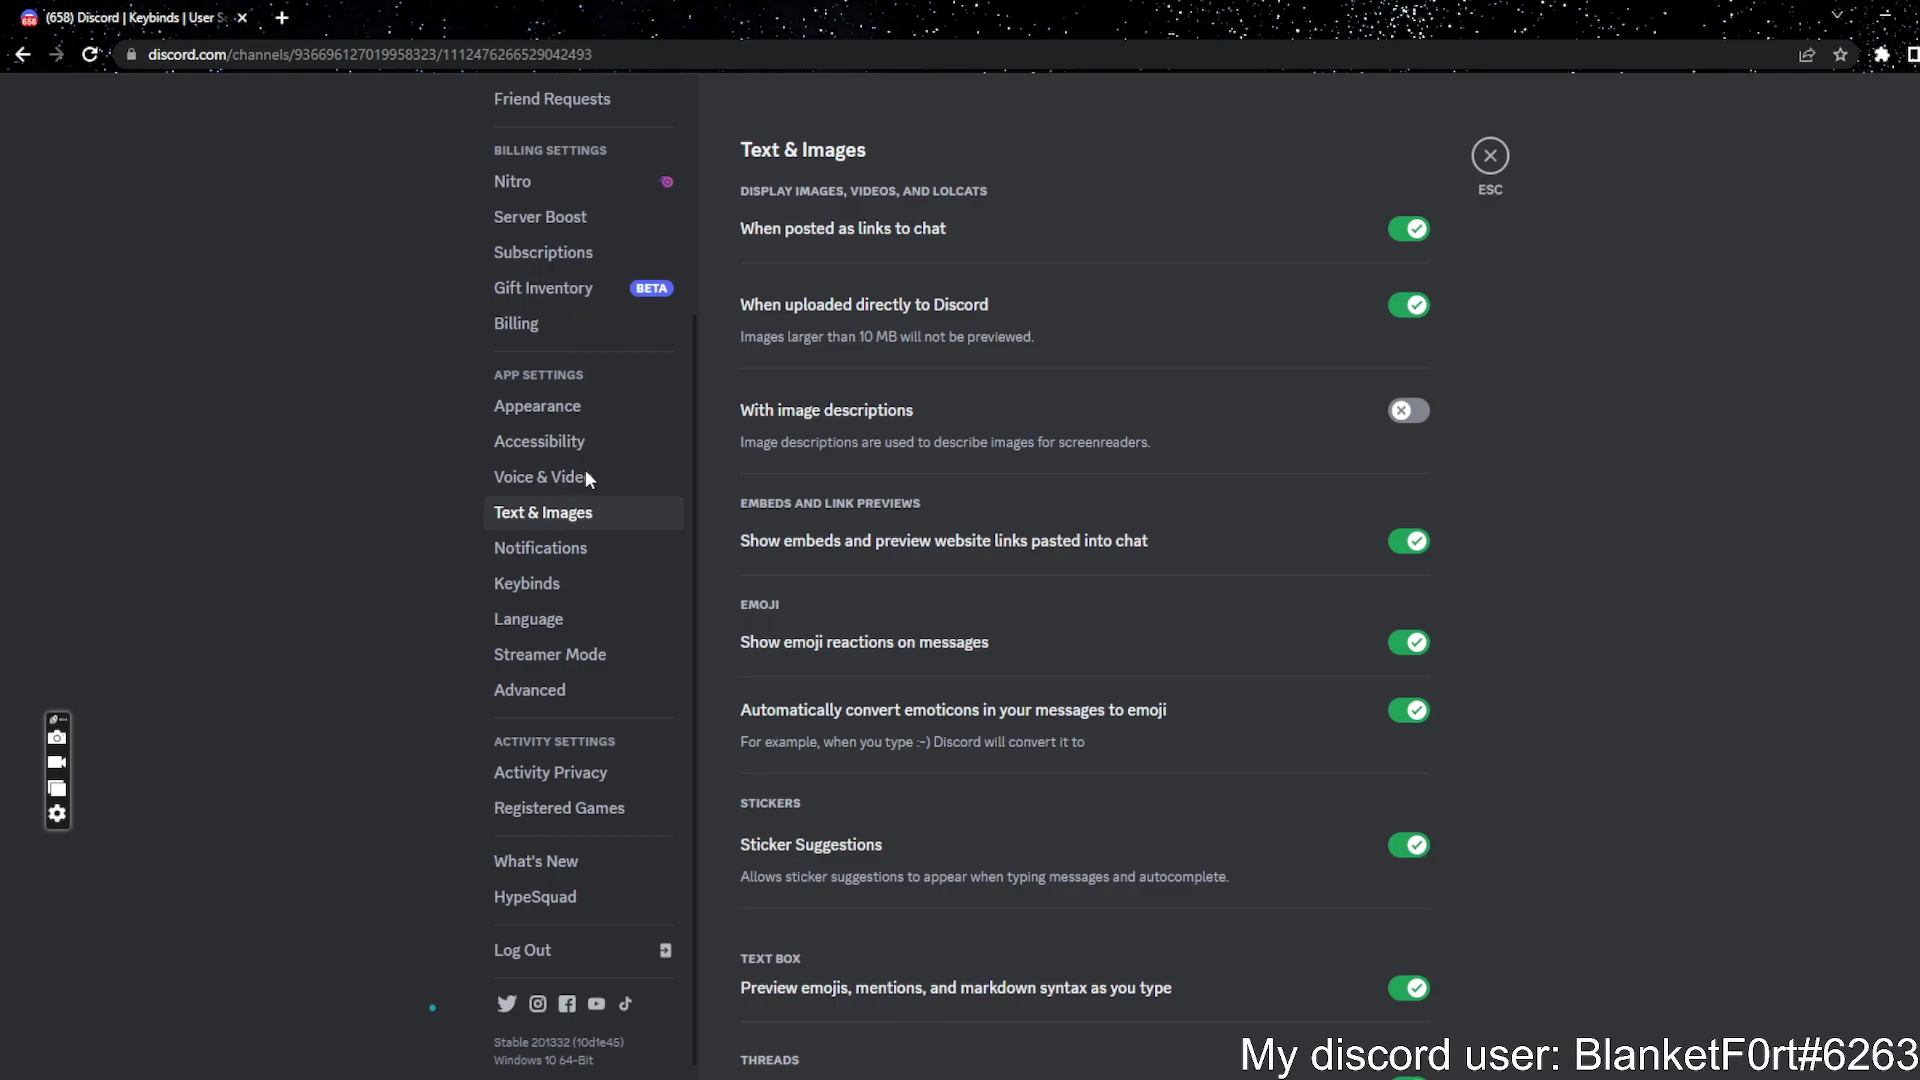 (658) Discord | Keybinds | User S
discord.com/channels/936696127019958323/1112476266529042493
Friend Requests
BILLING SETTINGS
Nitro
Server Boost
Subscriptions
Gift Inventory BETA
Billing
APP SETTINGS
Appearance
Accessibility
Voice & Video
Text & Images
Notifications
Keybinds
Language
Streamer Mode
Advanced
ACTIVITY SETTINGS
Activity Privacy
Registered Games
What's New
HypeSquad
Log Out
Stable 201332 (10d1e45)
Windows 10 64-Bit
Text & Images
DISPLAY IMAGES, VIDEOS, AND LOLCATS
When posted as links to chat
When uploaded directly to Discord
Images larger than 10 MB will not be previewed.
With image descriptions
Image descriptions are used to describe images for screenreaders.
EMBEDS AND LINK PREVIEWS
Show embeds and preview website links pasted into chat
EMOJI
Show emoji reactions on messages
Automatically convert emoticons in your messages to emoji
For example, when you type :-) Discord will convert it to
STICKERS
Sticker Suggestions
Allows sticker suggestions to appear when typing messages and autocomplete.
TEXT BOX
Preview emojis, mentions, and markdown syntax as you type
THREADS
ESC
My discord user: BlanketF0rt#6263